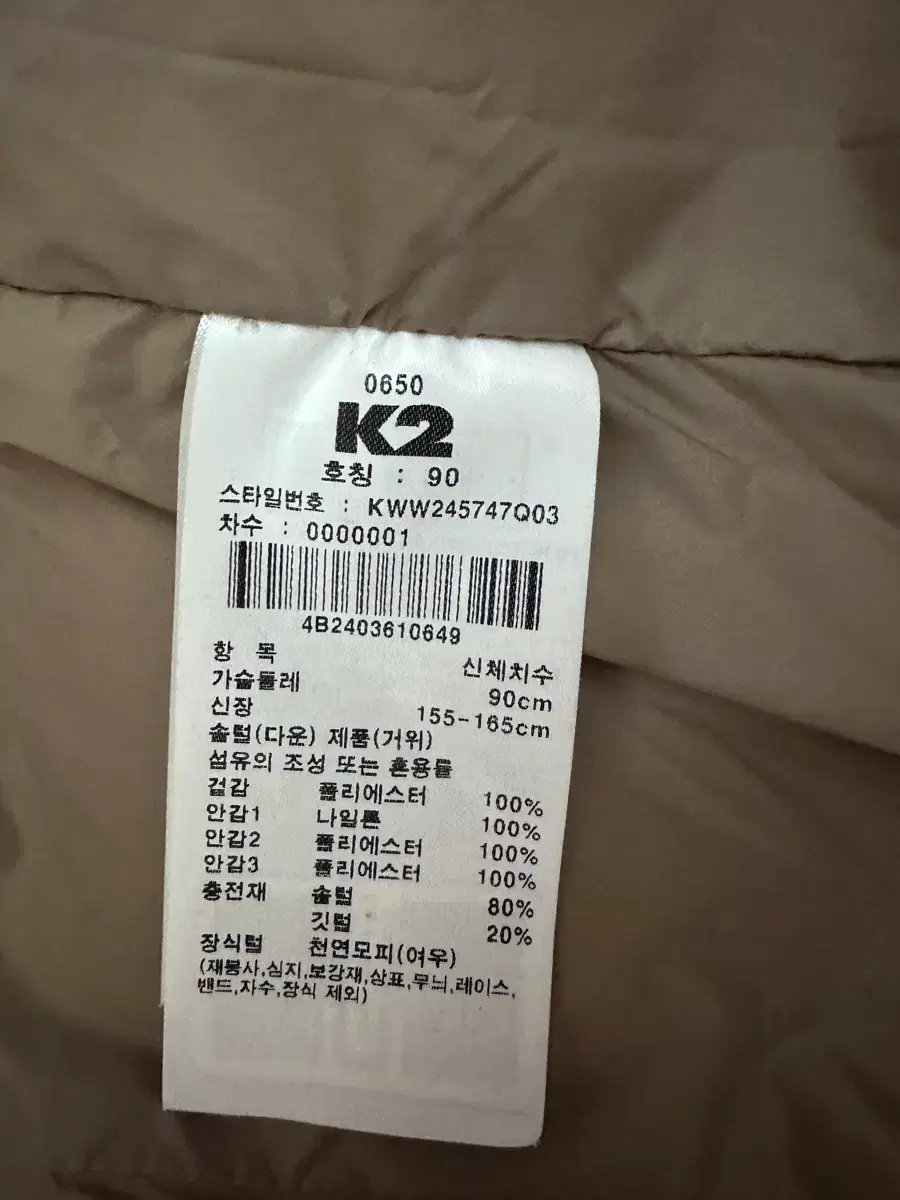 0650
K2
호칭 : 90
스타일번호 : KWW245747Q03
차수 : 0000001
4B2403610649
항 목 신체치수
가슴둘레 90cm
신장 155-165cm
솜털(다운) 제품(거위)
섬유의 조성 또는 혼용률
겉감 폴리에스터 100%
안감1 나일론 100%
안감2 폴리에스터 100%
안감3 폴리에스터 100%
충전재 솜털 80%
깃털 20%
장식털 천연모피(여우)
(재봉사,심지,보강재,상표,무늬,레이스,
밴드,자수,장식 제외)